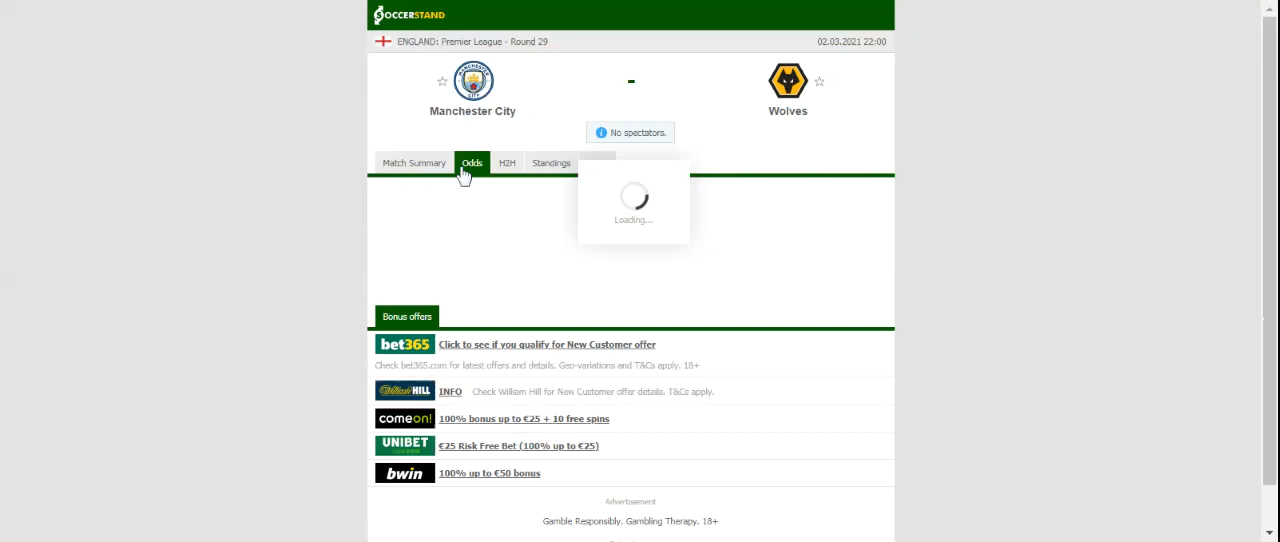 SOCCERSTAND
ENGLAND: Premier League - Round 29 02.03.2021 22:00
MANCHESTER CITY
-
Manchester City Wolves
No spectators.
Match Summary Odds H2H Standings
Loading...
Bonus offers
bet365 Click to see if you qualify for New Customer offer
Check bet365.com for latest offers and details. Geo-variations and T&Cs apply. 18+
William HILL INFO Check William Hill for New Customer offer details. T&Cs apply.
comeon! 100% bonus up to €25 + 10 free spins
UNIBET €25 Risk Free Bet (100% up to €25)
bwin 100% up to €50 bonus
Advertisement
Gamble Responsibly. Gambling Therapy. 18+